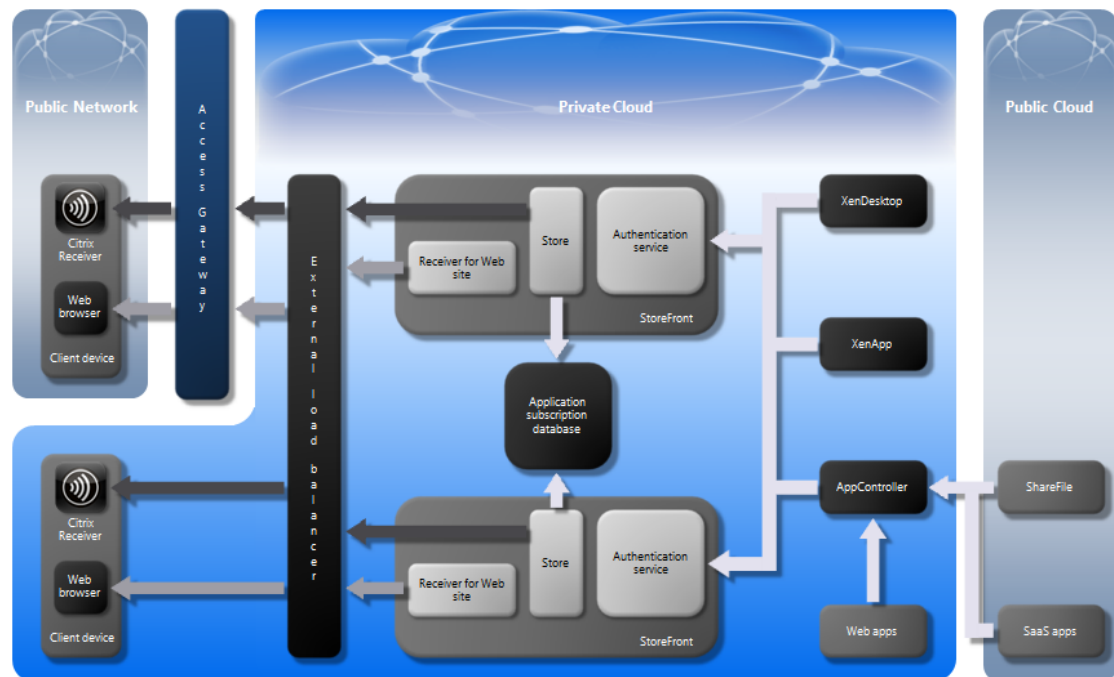 Public Network
Private Cloud
Public Cloud
Access Gateway
Citrix
Receiver
Web
browser
Client device
External load balancer
Receiver for Web
site
Store
Authentication
service
StoreFront
XenDesktop
XenApp
Application
subscription
database
Citrix
Receiver
Web
browser
Client device
Receiver for Web
site
Store
Authentication
service
StoreFront
AppController
ShareFile
Web apps
SaaS apps